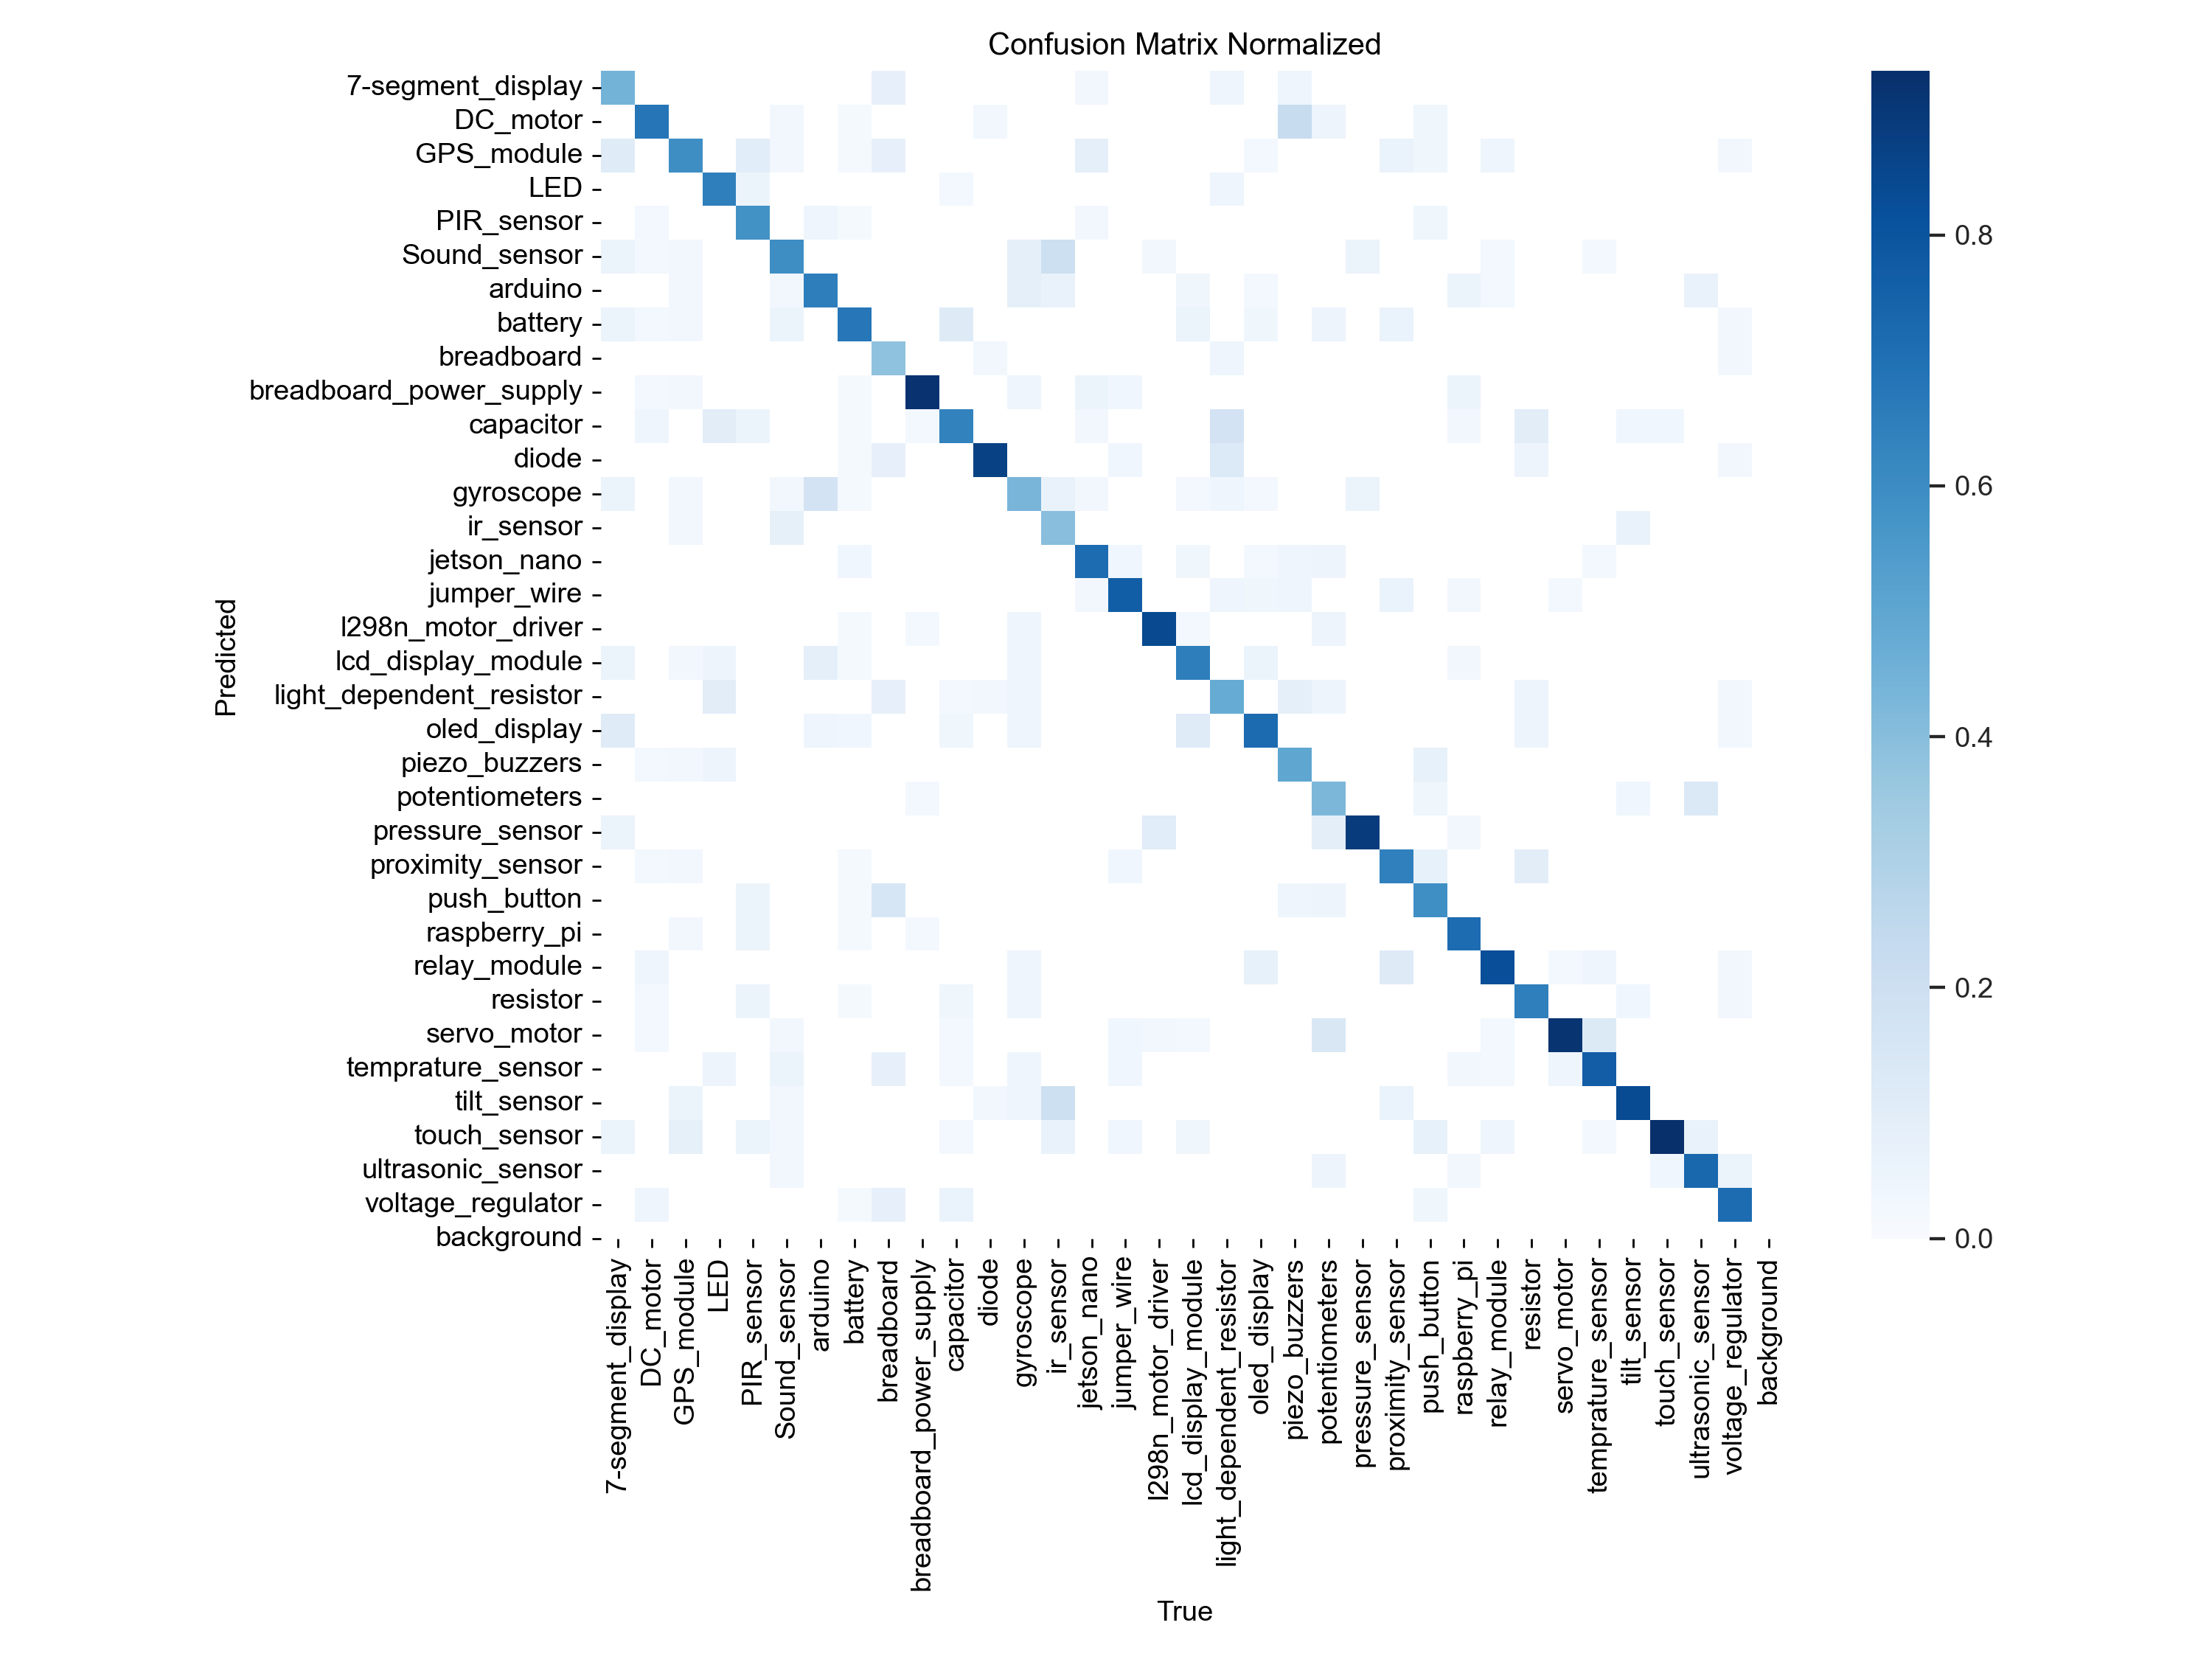 Confusion Matrix Normalized
7-segment_display
DC_motor
GPS_module
LED
PIR_sensor
Sound_sensor
arduino
battery
breadboard
breadboard_power_supply
capacitor
diode
gyroscope
ir_sensor
jetson_nano
jumper_wire
l298n_motor_driver
lcd_display_module
light_dependent_resistor
oled_display
piezo_buzzers
potentiometers
pressure_sensor
proximity_sensor
push_button
raspberry_pi
relay_module
resistor
servo_motor
temprature_sensor
tilt_sensor
touch_sensor
ultrasonic_sensor
voltage_regulator
background
Predicted
7-segment_display
DC_motor
GPS_module
LED
PIR_sensor
Sound_sensor
arduino
battery
breadboard
breadboard_power_supply
capacitor
diode
gyroscope
ir_sensor
jetson_nano
jumper_wire
l298n_motor_driver
lcd_display_module
light_dependent_resistor
oled_display
piezo_buzzers
potentiometers
pressure_sensor
proximity_sensor
push_button
raspberry_pi
relay_module
resistor
servo_motor
temprature_sensor
tilt_sensor
touch_sensor
ultrasonic_sensor
voltage_regulator
background
True
0.8
0.6
0.4
0.2
0.0